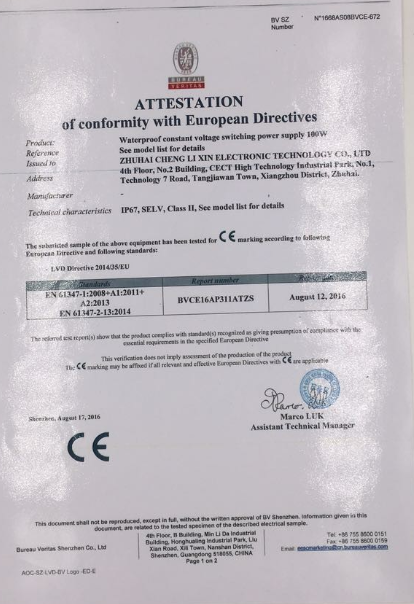 BV SZ N°1668AS08BVCE-672
Number
BUREAU
VERITAS
ATTESTATION
of conformity with European Directives
Product: Waterproof constant voltage switching power supply 100W
Reference See model list for details
Issued to ZHUHAI CHENG LI XIN ELECTRONIC TECHNOLOGY CO., LTD
Address 4th Floor, No.2 Building, CECT High Technology Industrial Park, No.1,
Technology 7 Road, Tangjiawan Town, Xiangzhou District, Zhuhai.
Manufacturer -
Technical characteristics IP67, SELV, Class II, See model list for details
The submitted sample of the above equipment has been tested for CE marking according to following
European Directive and following standards:
- LVD Directive 2014/35/EU
Standards Report number
EN 61347-1:2008+A1:2011+
A2:2013
EN 61347-2-13:2014
BVCE16AP311ATZS August 12, 2016
The referred test report(s) show that the product complies with standard(s) recognized as giving presumption of compliance with the
essential requirements in the specified European Directive
This verification does not imply assessment of the production of the product
The CE marking may be affixed if all relevant and effective European Directives with CE are applicable
Marco LUK
Assistant Technical Manager
Shenzhen, August 17, 2016
CE
This document shall not be reproduced, except in full, without the written approval of BV Shenzhen. Information given in this
document, are related to the tested specimen of the described electrical sample.
Bureau Veritas Shenzhen Co., Ltd
4th Floor, B Building, Min Li Da Industrial
Building, Honghualing Industrial Park, Liu
Xian Road, Xili Town, Nanshan District,
Shenzhen, Guangdong 518055, CHINA
Page 1 on 2
Tel: +86 755 8600 0151
Fax: +86 755 8600 0159
AOC-SZ-LVD-BV Logo -ED-E